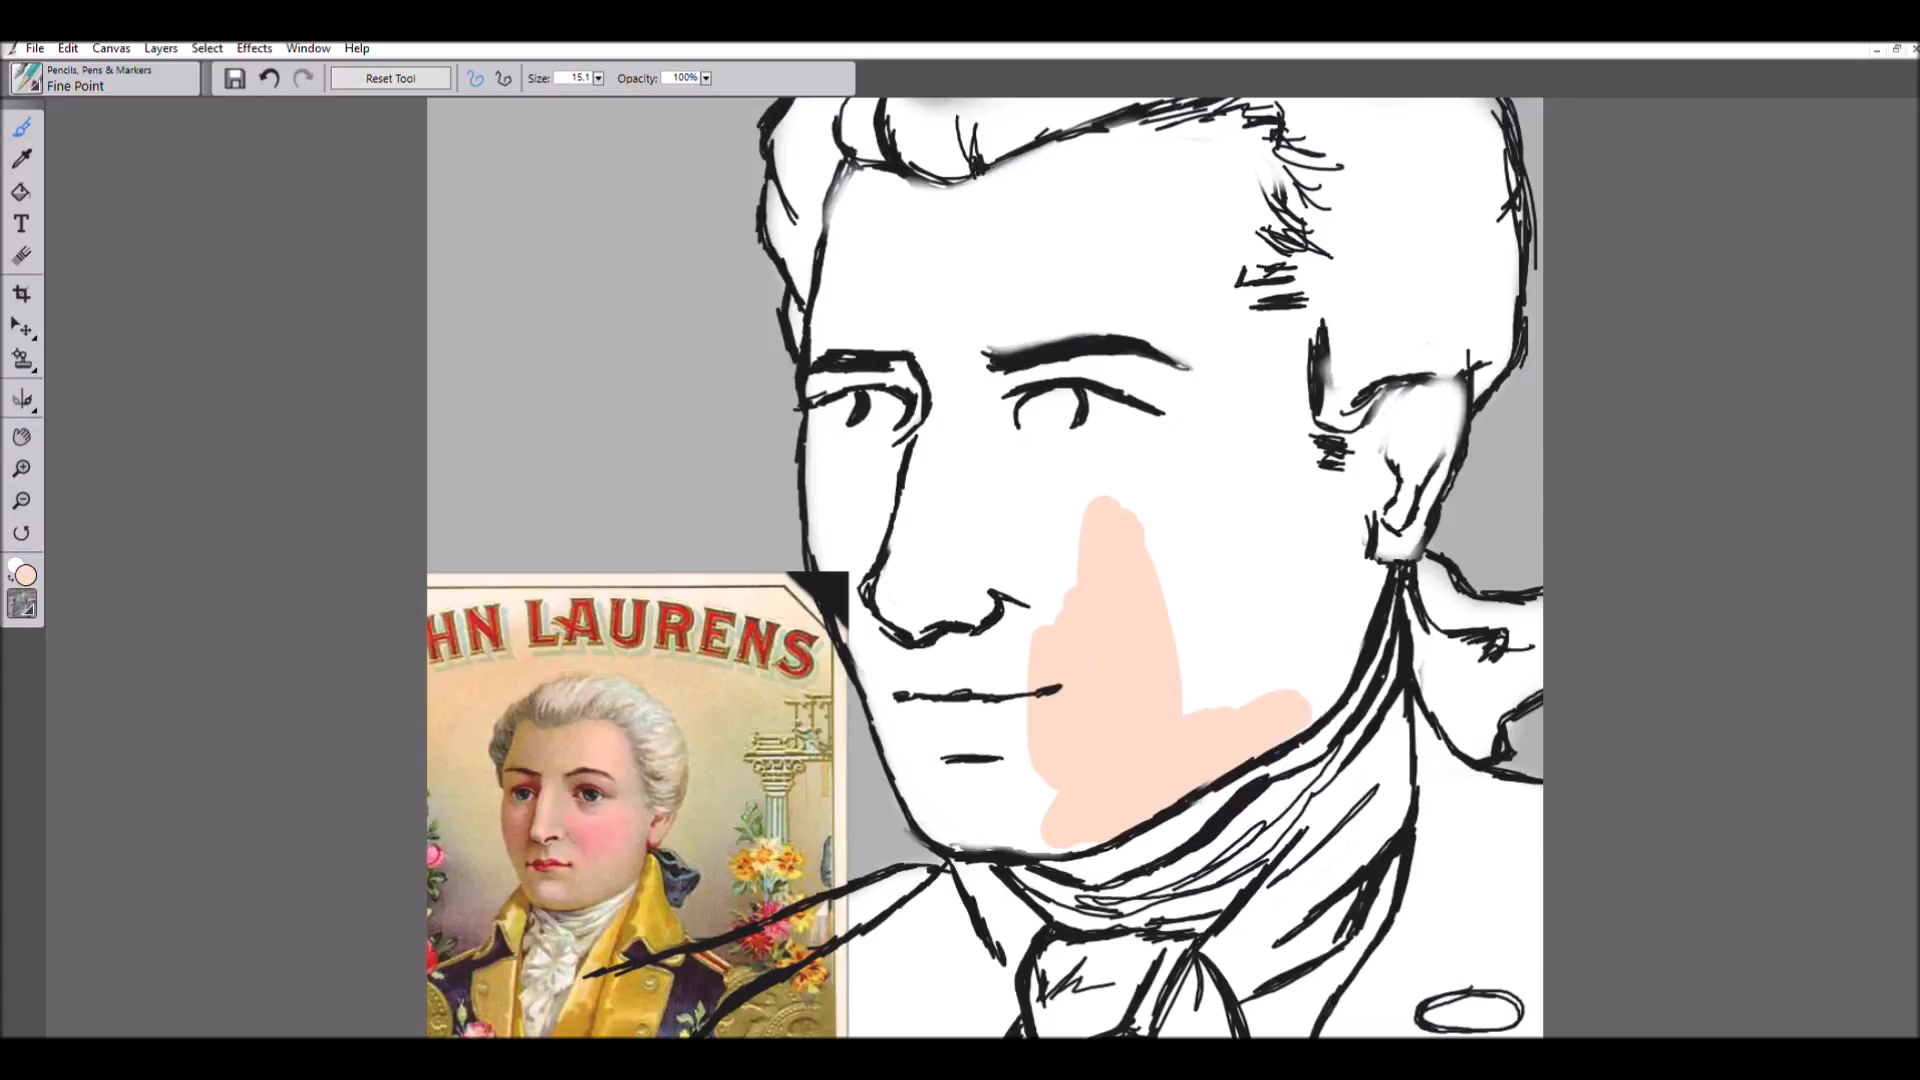 File Edit Canvas Layers Select Effects Window Help
Pencils, Pens & Markers
Fine Point
Reset Tool
Size: 15.1
Opacity: 100%
T
HN LAURENS